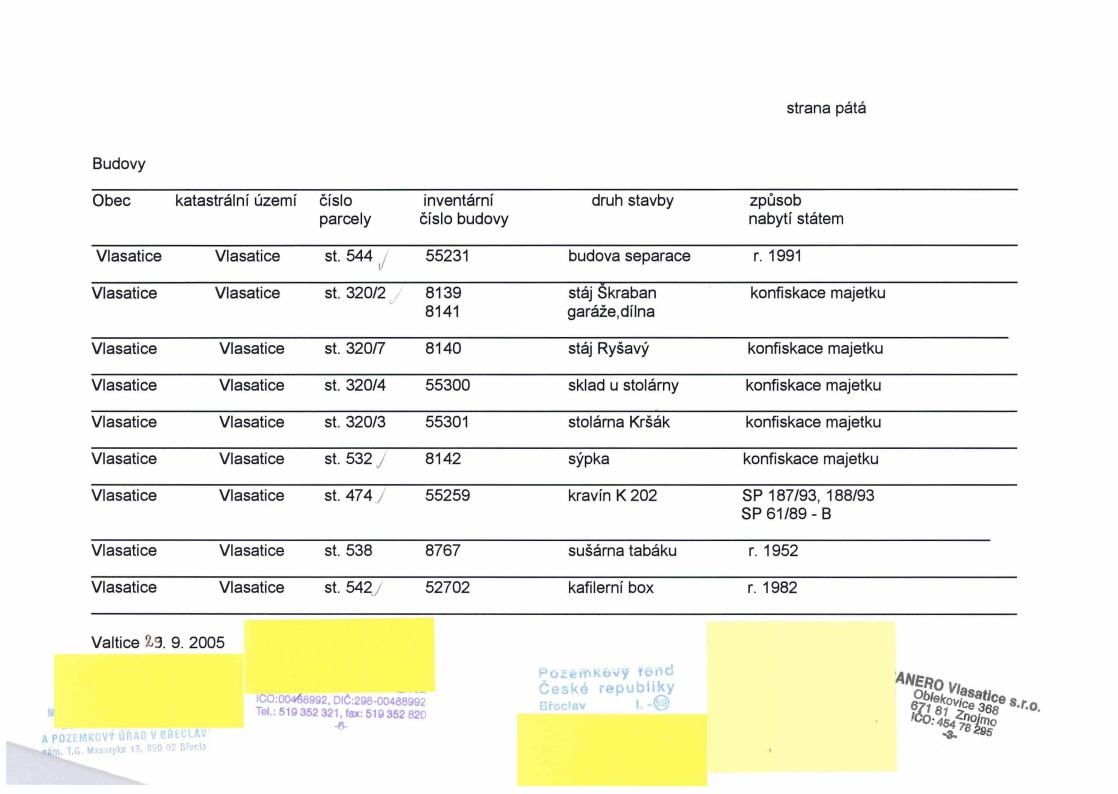 strana pátá
Budovy
Obec katastrální území číslo inventární druh stavby způsob
parcely číslo budovy nabytí státem
Vlasatice Vlasatice st. 544 55231 budova separace r. 1991
Vlasatice Vlasatice st. 320/2 8139 stáj Škraban konfiskace majetku
8141 garáže,dílna
Vlasatice Vlasatice st. 320/7 8140 stáj Ryšavý konfiskace majetku
Vlasatice Vlasatice st. 320/4 55300 sklad u stolárny konfiskace majetku
Vlasatice Vlasatice st. 320/3 55301 stolárna Kršák konfiskace majetku
Vlasatice Vlasatice st. 532 8142 sýpka konfiskace majetku
Vlasatice Vlasatice st. 474 55259 kravín K 202 SP 187/93, 188/93
SP 61/89 - B
Vlasatice Vlasatice st. 538 8767 sušárna tabáku r. 1952
Vlasatice Vlasatice st. 542 52702 kafilerní box r. 1982
Valtice 29. 9. 2005
IČO:00488992, DIČ:298-00488992
Tel.: 519 352 321, fax: 519 352 820
-6-
A POZEMKOVÝ ÚŘAD V BŘECLAV
nám. T.G. Masaryka 13, 690 02 Břecla
Pozemkový fond
České republiky
Břeclav I. - 59
ANERO Vlasatice s.r.o.
Oblekovice 368
671 81 Znojmo
IČO: 454 78 295
-3-